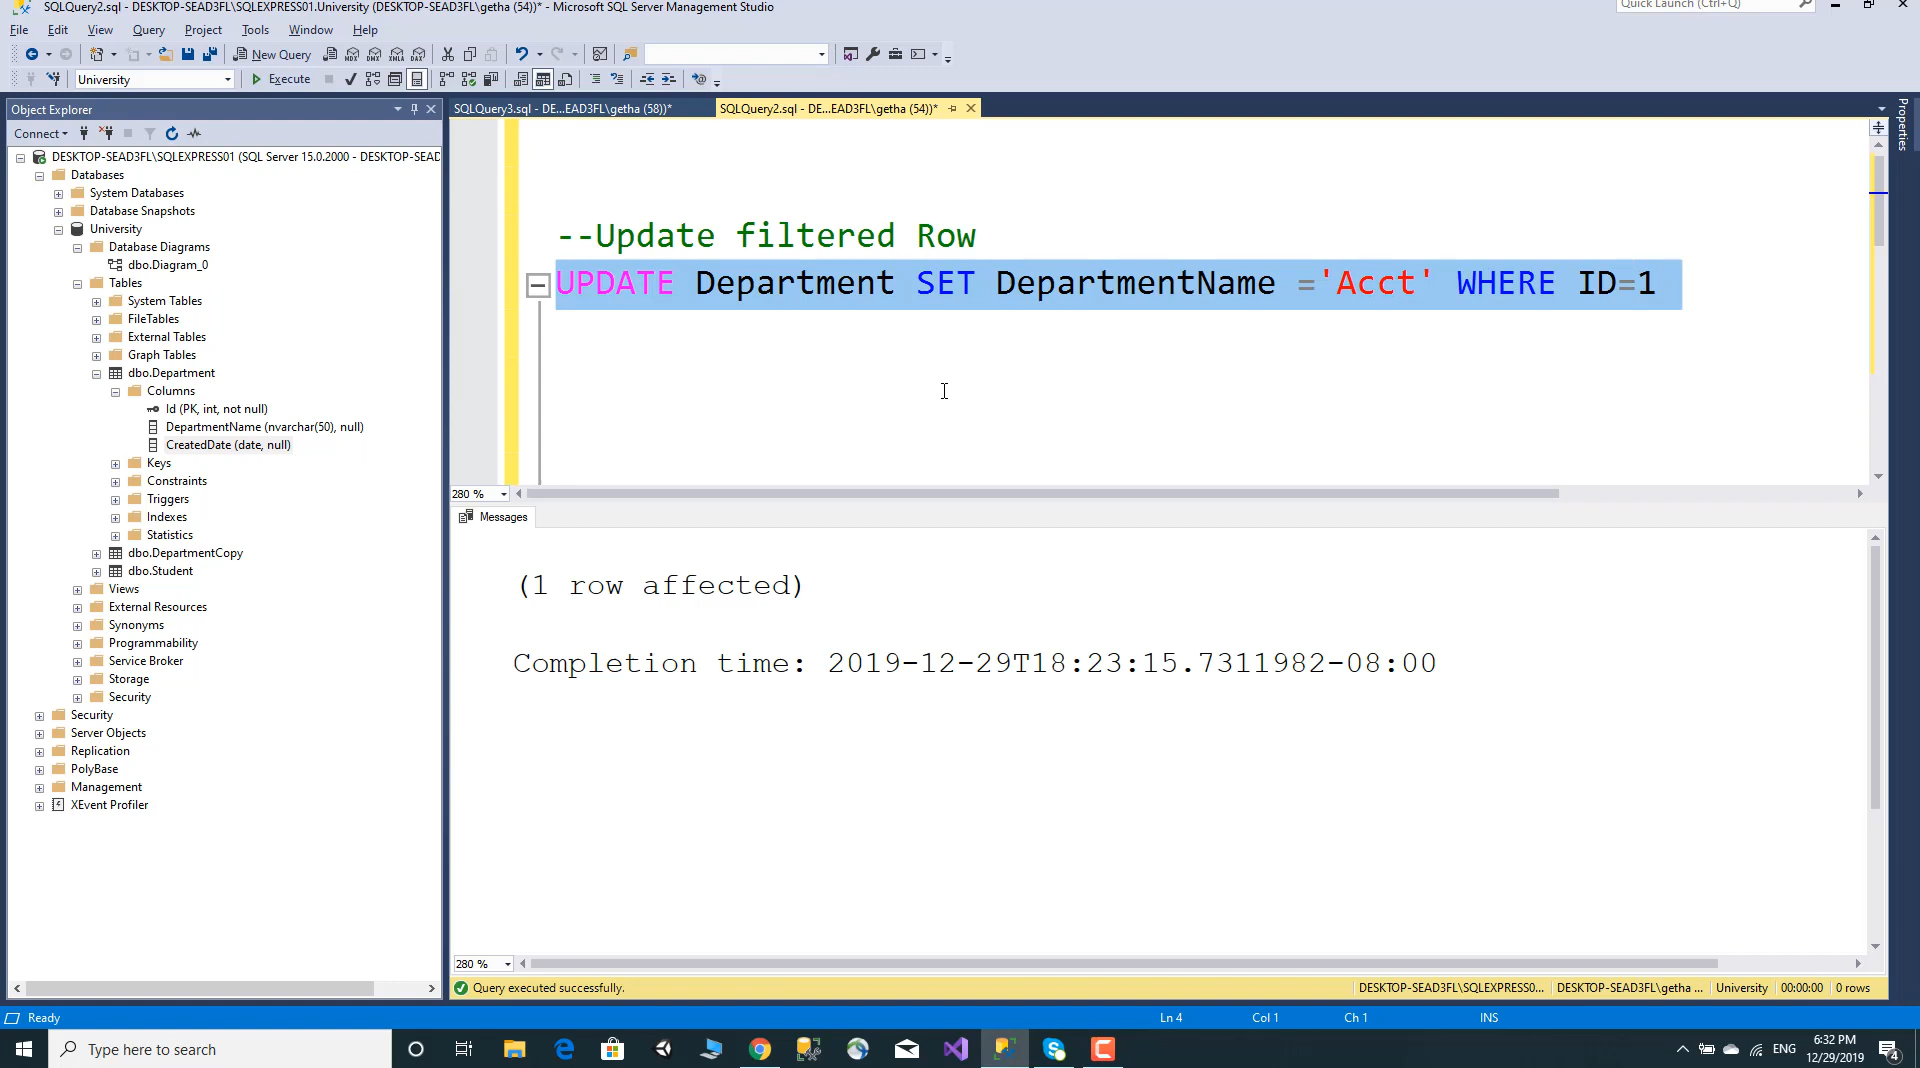 SQLQuery2.sql - DESKTOP-SEAD3FL\SQLEXPRESS01.University (DESKTOP-SEAD3FL\getha (54))* - Microsoft SQL Server Management Studio
Quick Launch (Ctrl+Q)
File Edit View Query Project Tools Window Help
New Query
University Execute
Object Explorer
SQLQuery3.sql - DE...EAD3FL\getha (58))*
SQLQuery2.sql - DE...EAD3FL\getha (54))*
Properties
Connect
DESKTOP-SEAD3FL\SQLEXPRESS01 (SQL Server 15.0.2000 - DESKTOP-SEAD
Databases
System Databases
Database Snapshots
University
Database Diagrams
dbo.Diagram_0
Tables
System Tables
FileTables
External Tables
Graph Tables
dbo.Department
Columns
Id (PK, int, not null)
DepartmentName (nvarchar(50), null)
CreatedDate (date, null)
Keys
Constraints
Triggers
Indexes
Statistics
dbo.DepartmentCopy
dbo.Student
Views
External Resources
Synonyms
Programmability
Service Broker
Storage
Security
Security
Server Objects
Replication
PolyBase
Management
XEvent Profiler
--Update filtered Row
UPDATE Department SET DepartmentName ='Acct' WHERE ID=1
280 %
Messages
(1 row affected)
Completion time: 2019-12-29T18:23:15.7311982-08:00
280 %
Query executed successfully.
DESKTOP-SEAD3FL\SQLEXPRESS0... DESKTOP-SEAD3FL\getha ... University 00:00:00 0 rows
Ready Ln 4 Col 1 Ch 1 INS
Type here to search
ENG
6:32 PM
12/29/2019
4